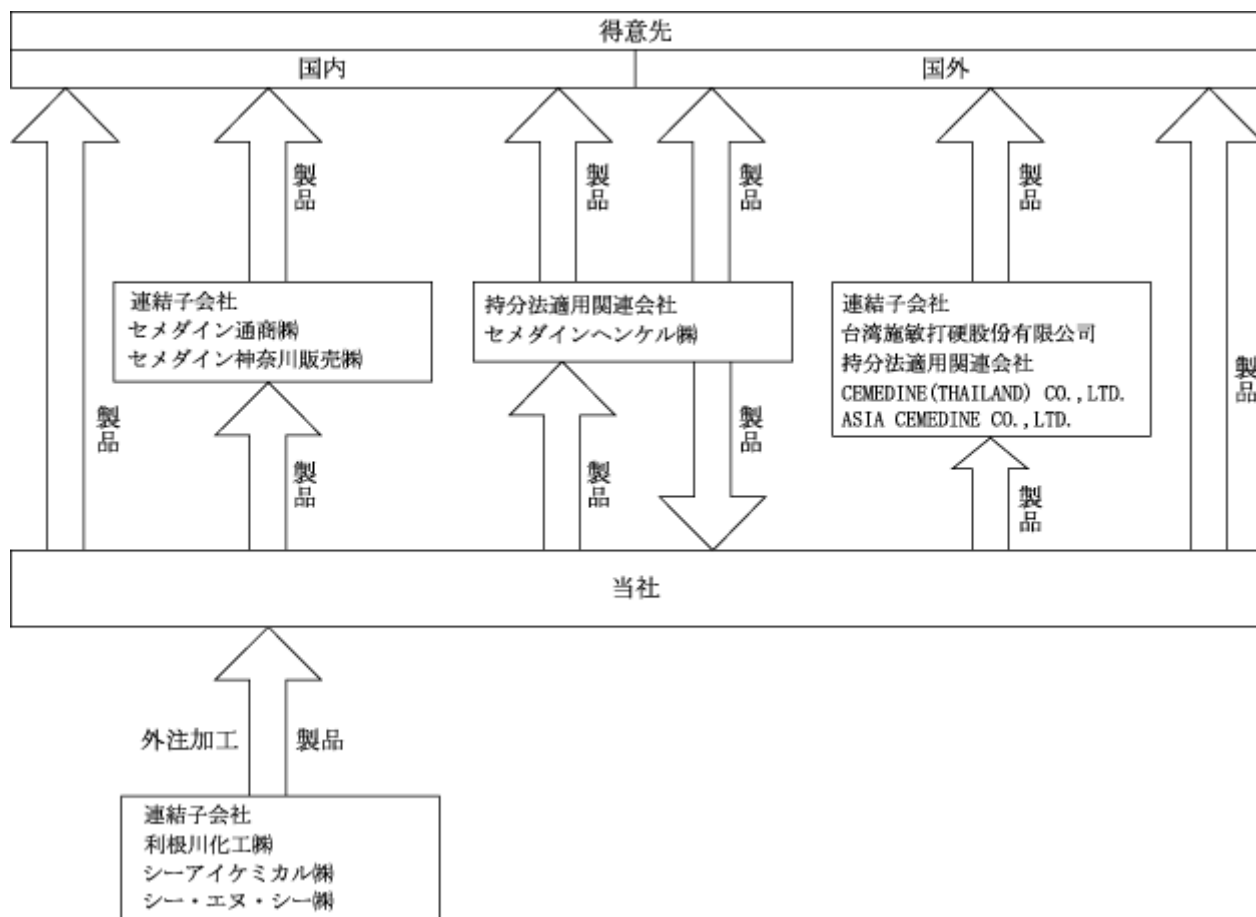 得意先
国内
国外
製品
製品
製品
製品
製品
製品
製品
連結子会社
セメダイン通商㈱
セメダイン神奈川販売㈱
持分法適用関連会社
セメダインヘンケル㈱
連結子会社
台湾施敏打硬股份有限公司
持分法適用関連会社
CEMEDINE(THAILAND) CO.,LTD.
ASIA CEMEDINE CO.,LTD.
製品
製品
製品
製品
当社
外注加工
製品
連結子会社
利根川化工㈱
シーアイケミカル㈱
シー・エヌ・シー㈱